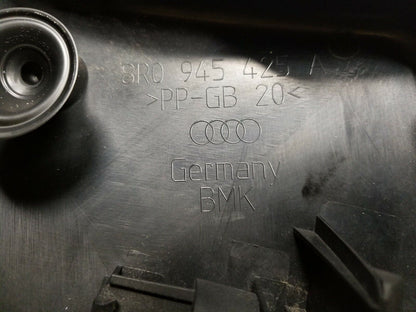 8R0 945 425 A
>PP-GB 20<
Germany
BMK